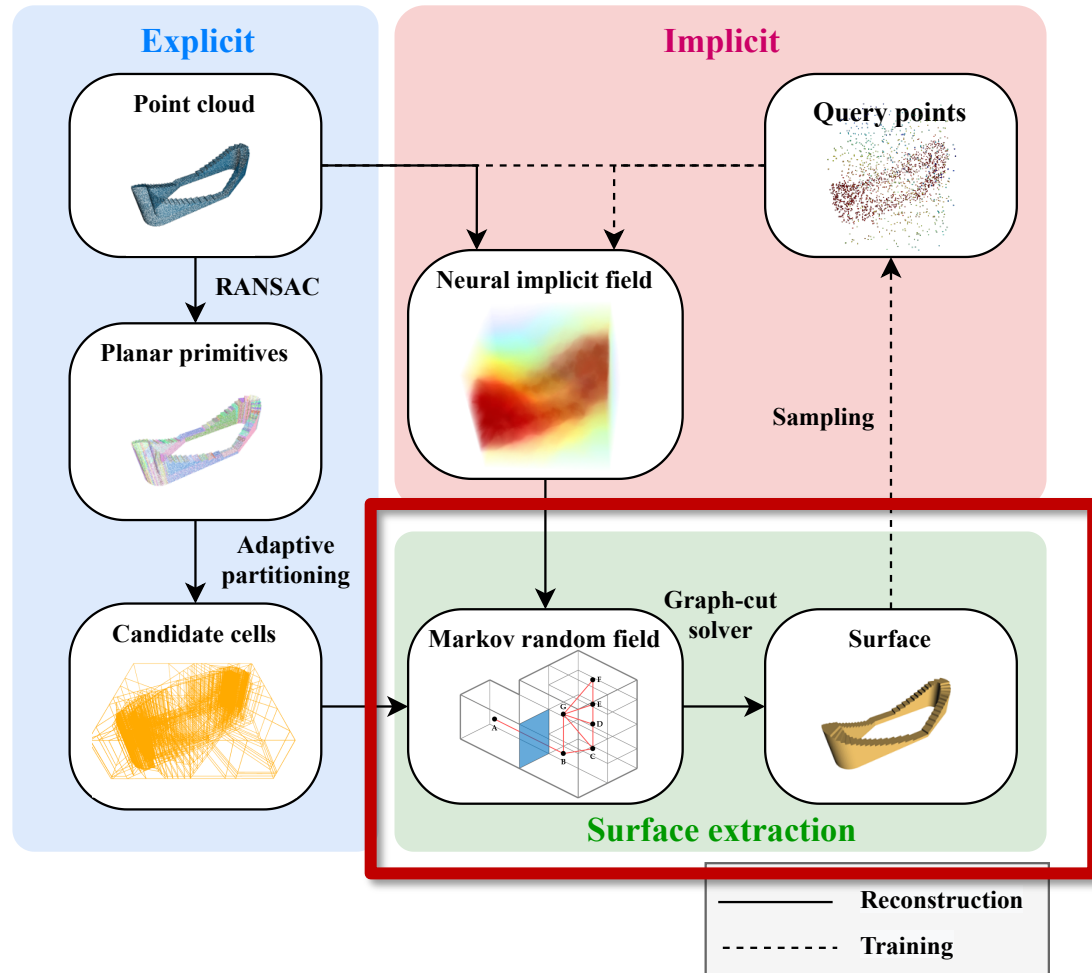 Explicit
Implicit
Point cloud
Query points
RANSAC
Neural implicit field
Planar primitives
Sampling
Adaptive
partitioning
Graph-cut
solver
Candidate cells
Markov random field
Surface
F
E
G
D
A
B
C
Surface extraction
Reconstruction
Training